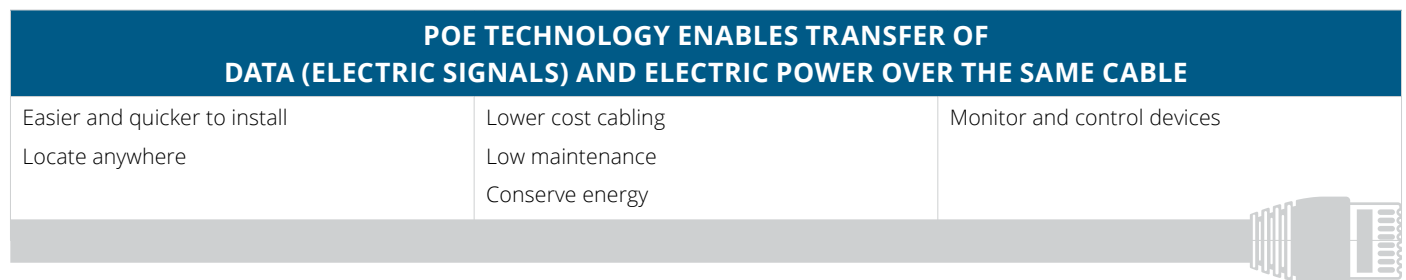 POE TECHNOLOGY ENABLES TRANSFER OF
DATA (ELECTRIC SIGNALS) AND ELECTRIC POWER OVER THE SAME CABLE
Easier and quicker to install
Locate anywhere
Lower cost cabling
Low maintenance
Conserve energy
Monitor and control devices